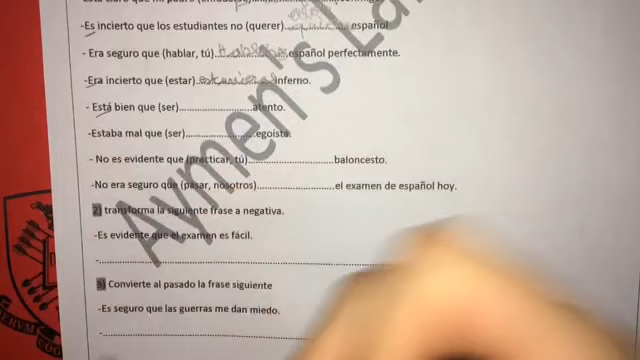 -Es incierto que los estudiantes no (querer).................... español
- Era seguro que (hablar, tú)....................español perfectamente.
-Era incierto que (estar)....................inferno.
- Está bien que (ser)....................atento.
-Estaba mal que (ser)....................egoísta.
- No es evidente que (practicar, tú)....................baloncesto.
-No era seguro que (pasar, nosotros)....................el examen de español hoy.
2) transforma la siguiente frase a negativa.
-Es evidente que el examen es fácil.
-....................
3) Convierte al pasado la frase siguiente
-Es seguro que las guerras me dan miedo.
-....................
Aymen's